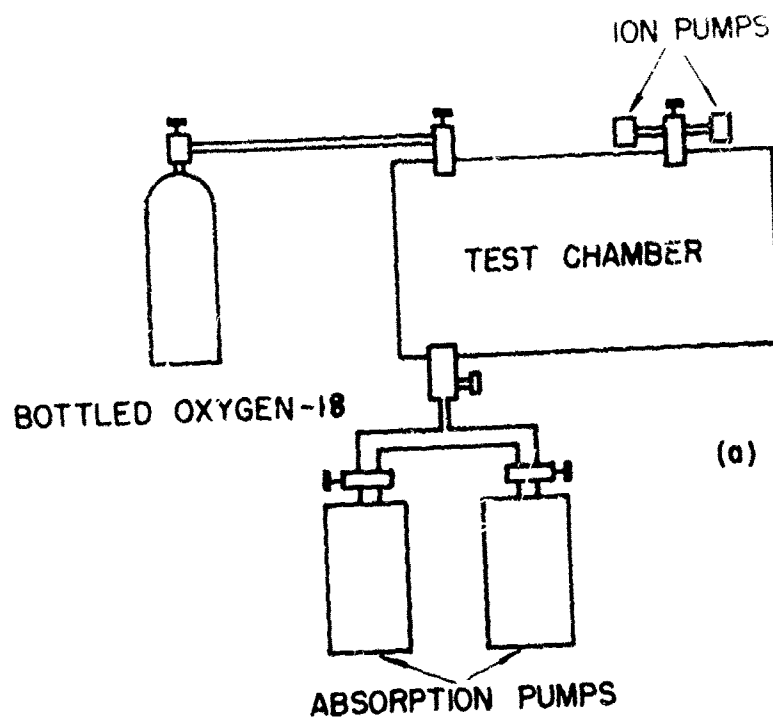 ION PUMPS
TEST CHAMBER
BOTTLED OXYGEN-18
(a)
ABSORPTION PUMPS